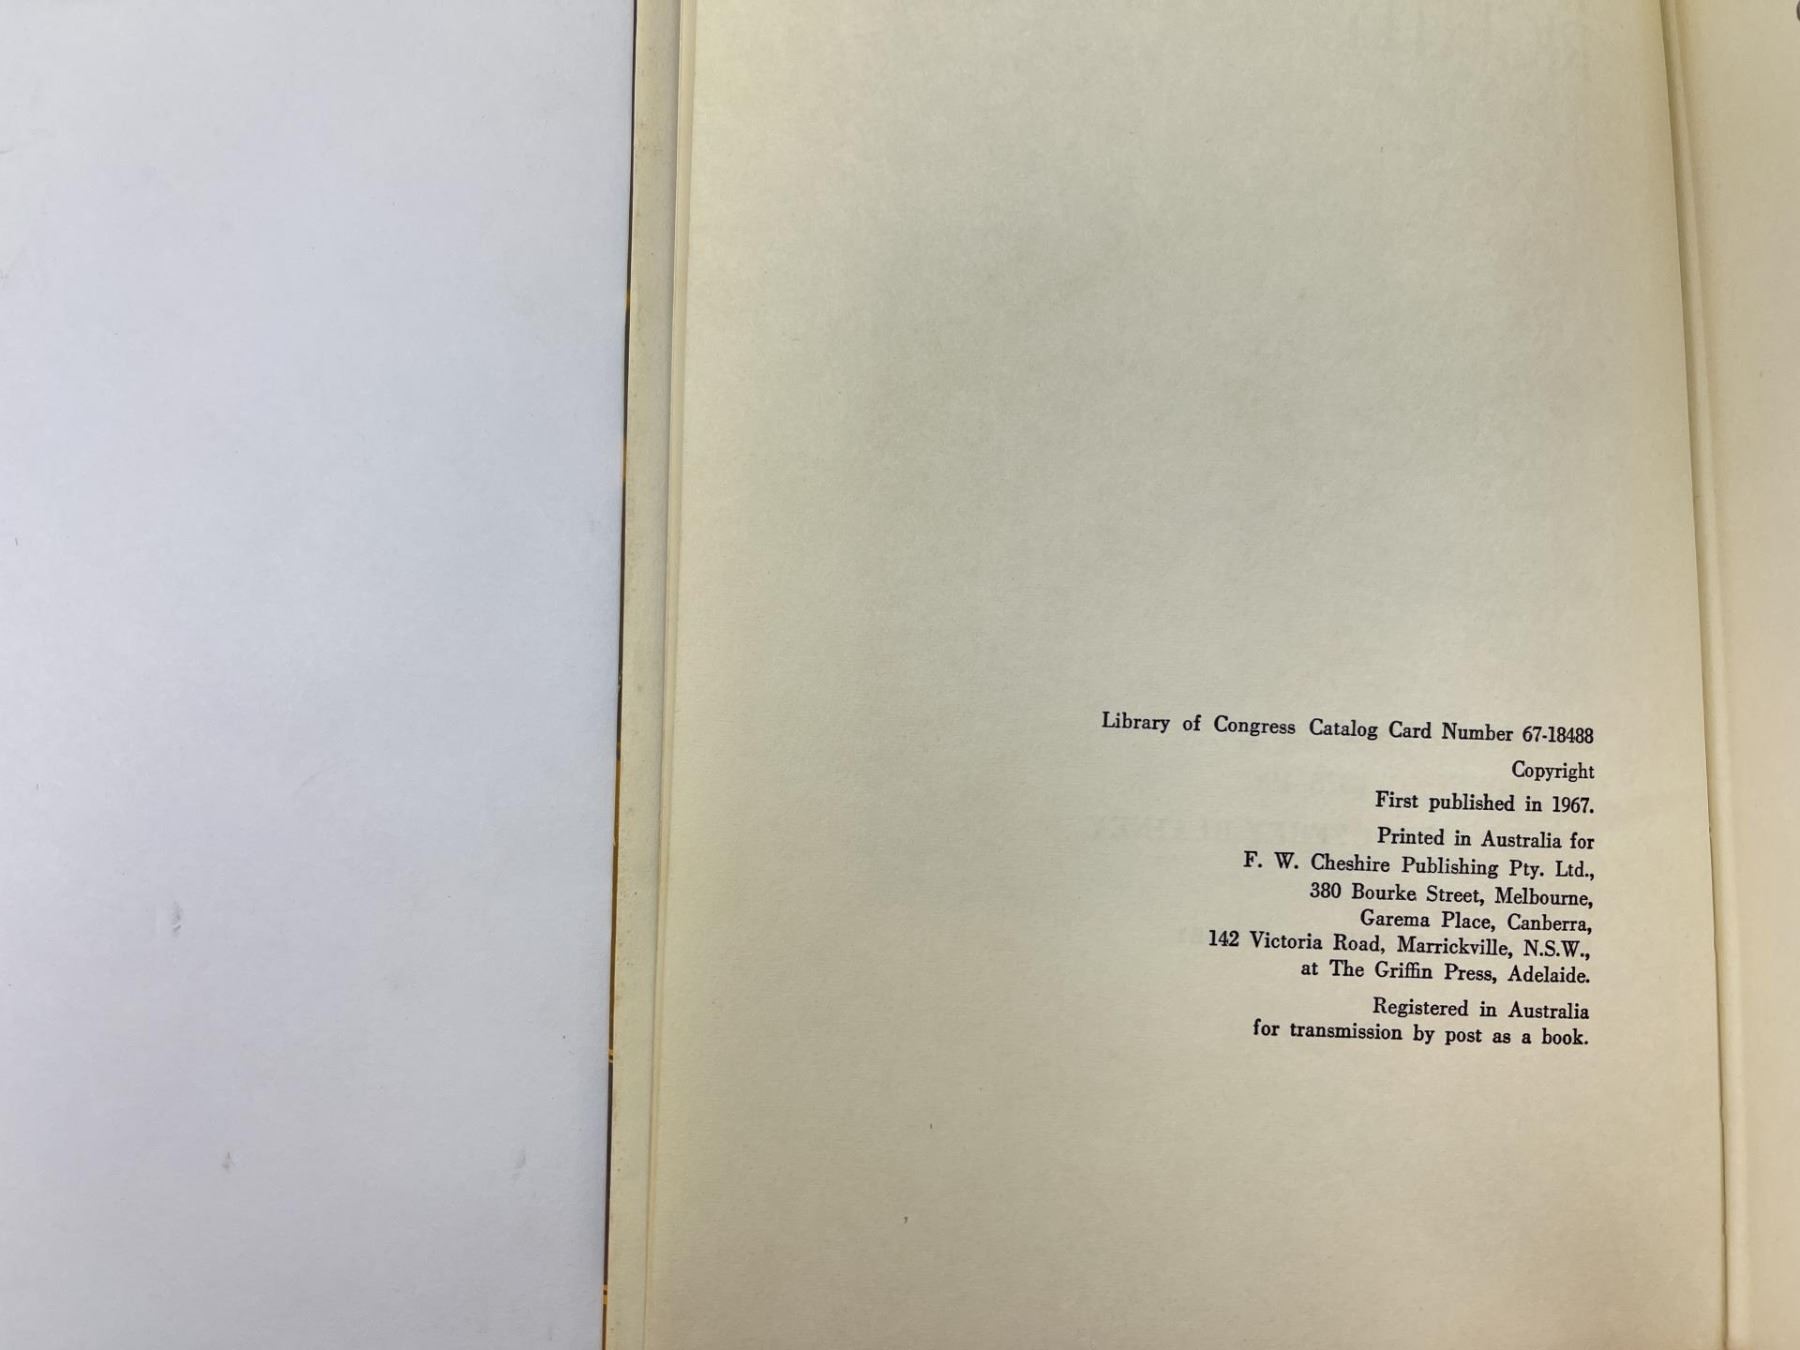 Library of Congress Catalog Card Number 67-18488
Copyright
First published in 1967.
Printed in Australia for
F. W. Cheshire Publishing Pty. Ltd.,
380 Bourke Street, Melbourne,
Garema Place, Canberra,
142 Victoria Road, Marrickville, N.S.W.,
at The Griffin Press, Adelaide.
Registered in Australia
for transmission by post as a book.